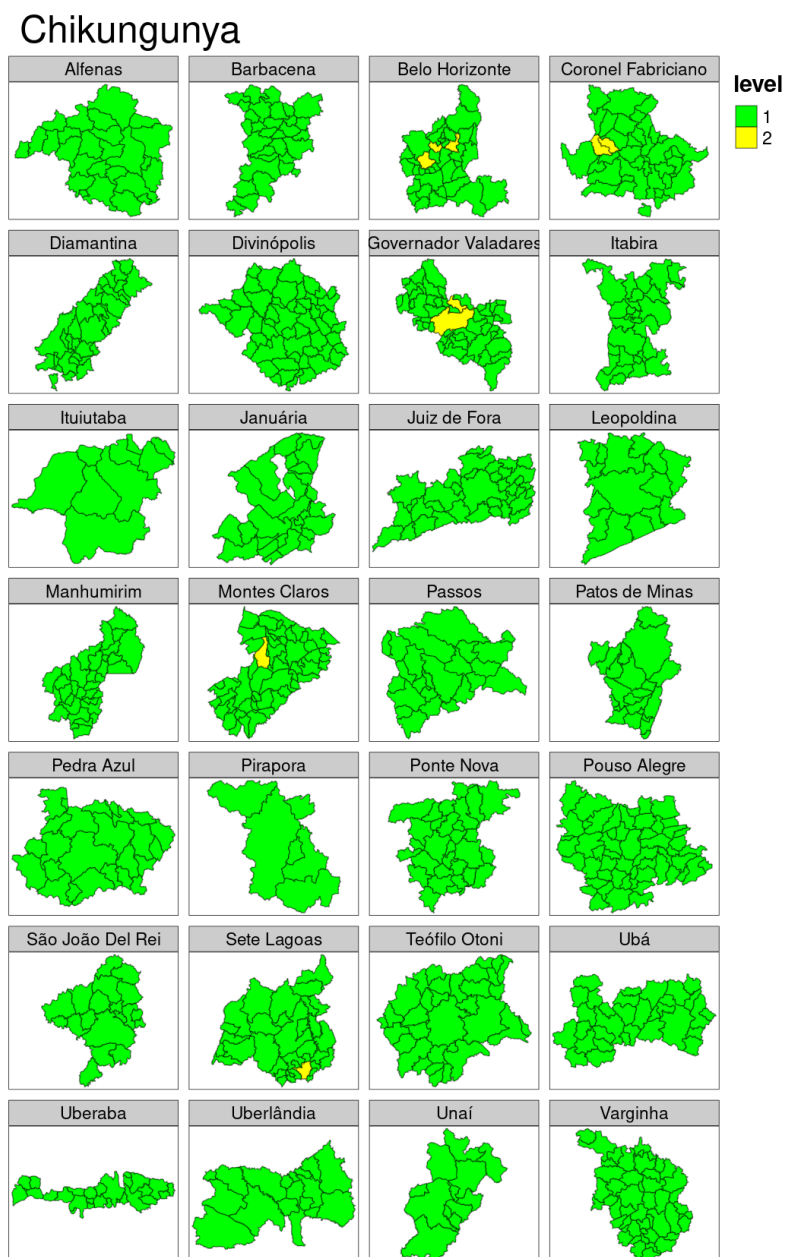 Chikungunya
Alfenas
Barbacena
Belo Horizonte
Coronel Fabriciano
level
1
2
Diamantina
Divinópolis
Governador Valadares
Itabira
Ituiutaba
Januária
Juiz de Fora
Leopoldina
Manhumirim
Montes Claros
Passos
Patos de Minas
Pedra Azul
Pirapora
Ponte Nova
Pouso Alegre
São João Del Rei
Sete Lagoas
Teófilo Otoni
Ubá
Uberaba
Uberlândia
Unaí
Varginha